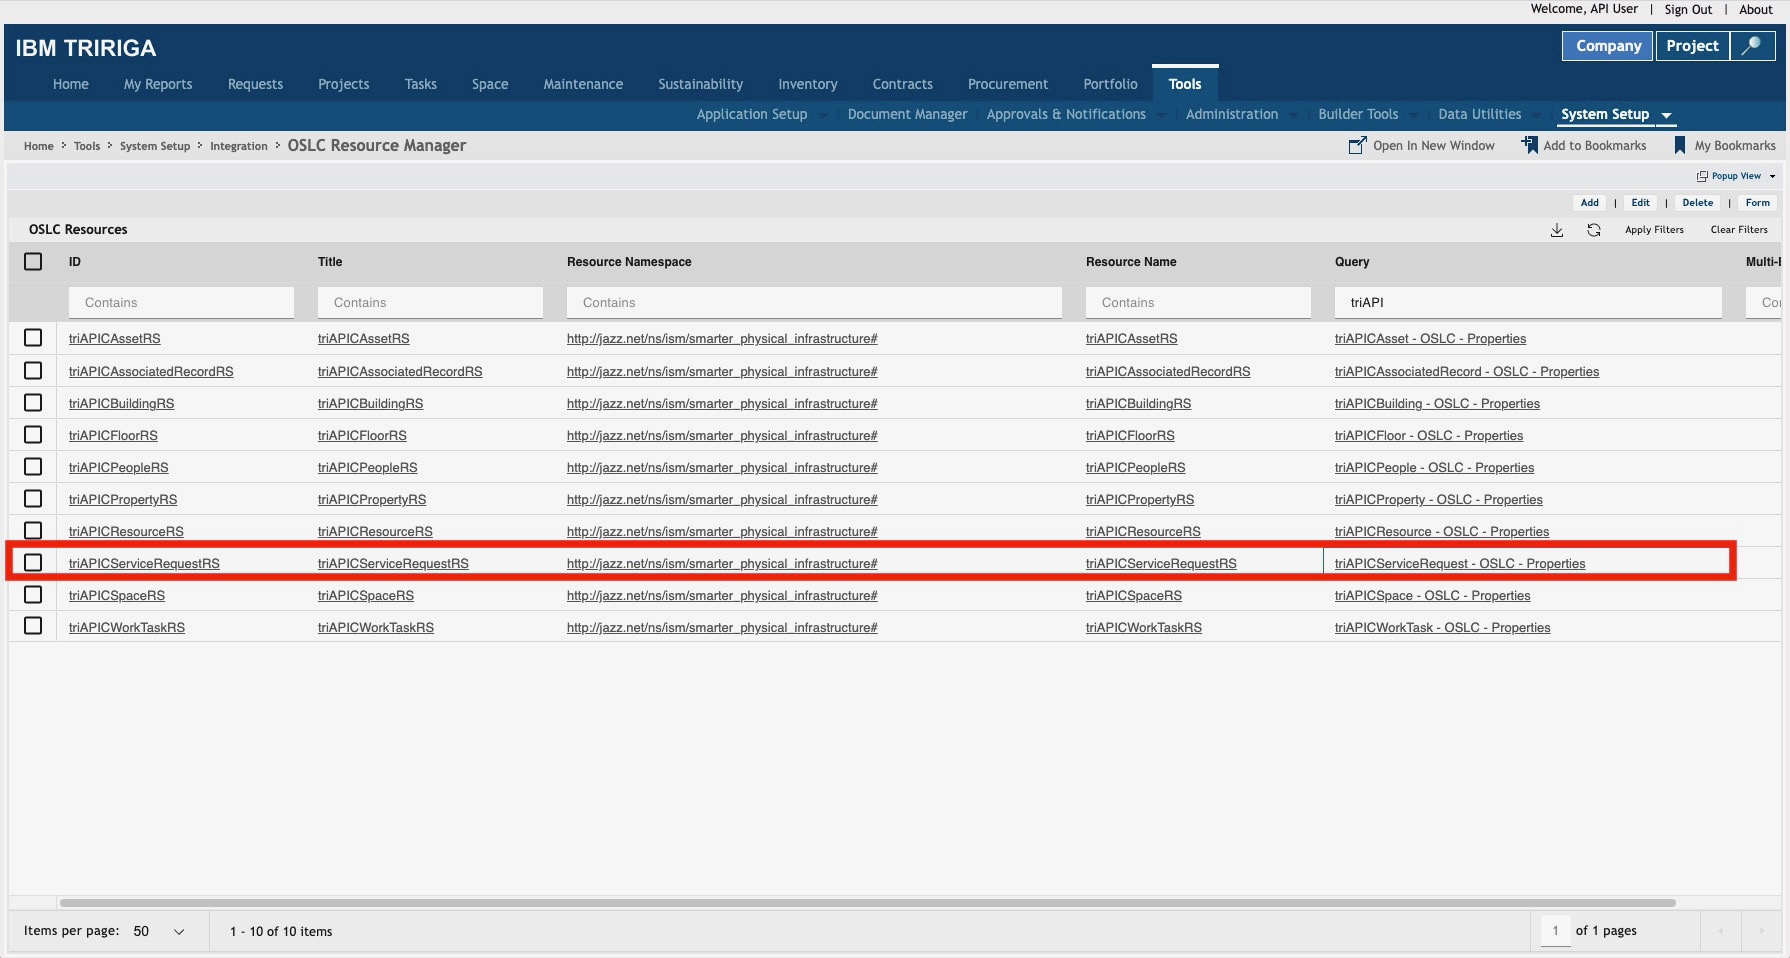 Welcome, API User | Sign Out | About
IBM TRIRIGA
Company Project
Home My Reports Requests Projects Tasks Space Maintenance Sustainability Inventory Contracts Procurement Portfolio Tools
Application Setup Document Manager Approvals & Notifications Administration Builder Tools Data Utilities System Setup
Home > Tools > System Setup > Integration > OSLC Resource Manager Open In New Window Add to Bookmarks My Bookmarks
Popup View
Add | Edit | Delete | Form
OSLC Resources Apply Filters Clear Filters
ID Title Resource Namespace Resource Name Query
Contains Contains Contains Contains triAPI
triAPICAssetRS triAPICAssetRS http://jazz.net/ns/ism/smarter_physical_infrastructure# triAPICAssetRS triAPICAsset - OSLC - Properties
triAPICAssociatedRecordRS triAPICAssociatedRecordRS http://jazz.net/ns/ism/smarter_physical_infrastructure# triAPICAssociatedRecordRS triAPICAssociatedRecord - OSLC - Properties
triAPICBuildingRS triAPICBuildingRS http://jazz.net/ns/ism/smarter_physical_infrastructure# triAPICBuildingRS triAPICBuilding - OSLC - Properties
triAPICFloorRS triAPICFloorRS http://jazz.net/ns/ism/smarter_physical_infrastructure# triAPICFloorRS triAPICFloor - OSLC - Properties
triAPICPeopleRS triAPICPeopleRS http://jazz.net/ns/ism/smarter_physical_infrastructure# triAPICPeopleRS triAPICPeople - OSLC - Properties
triAPICPropertyRS triAPICPropertyRS http://jazz.net/ns/ism/smarter_physical_infrastructure# triAPICPropertyRS triAPICProperty - OSLC - Properties
triAPICResourceRS triAPICResourceRS http://jazz.net/ns/ism/smarter_physical_infrastructure# triAPICResourceRS triAPICResource - OSLC - Properties
triAPICServiceRequestRS triAPICServiceRequestRS http://jazz.net/ns/ism/smarter_physical_infrastructure# triAPICServiceRequestRS triAPICServiceRequest - OSLC - Properties
triAPICSpaceRS triAPICSpaceRS http://jazz.net/ns/ism/smarter_physical_infrastructure# triAPICSpaceRS triAPICSpace - OSLC - Properties
triAPICWorkTaskRS triAPICWorkTaskRS http://jazz.net/ns/ism/smarter_physical_infrastructure# triAPICWorkTaskRS triAPICWorkTask - OSLC - Properties
Items per page: 50 1 - 10 of 10 items 1 of 1 pages